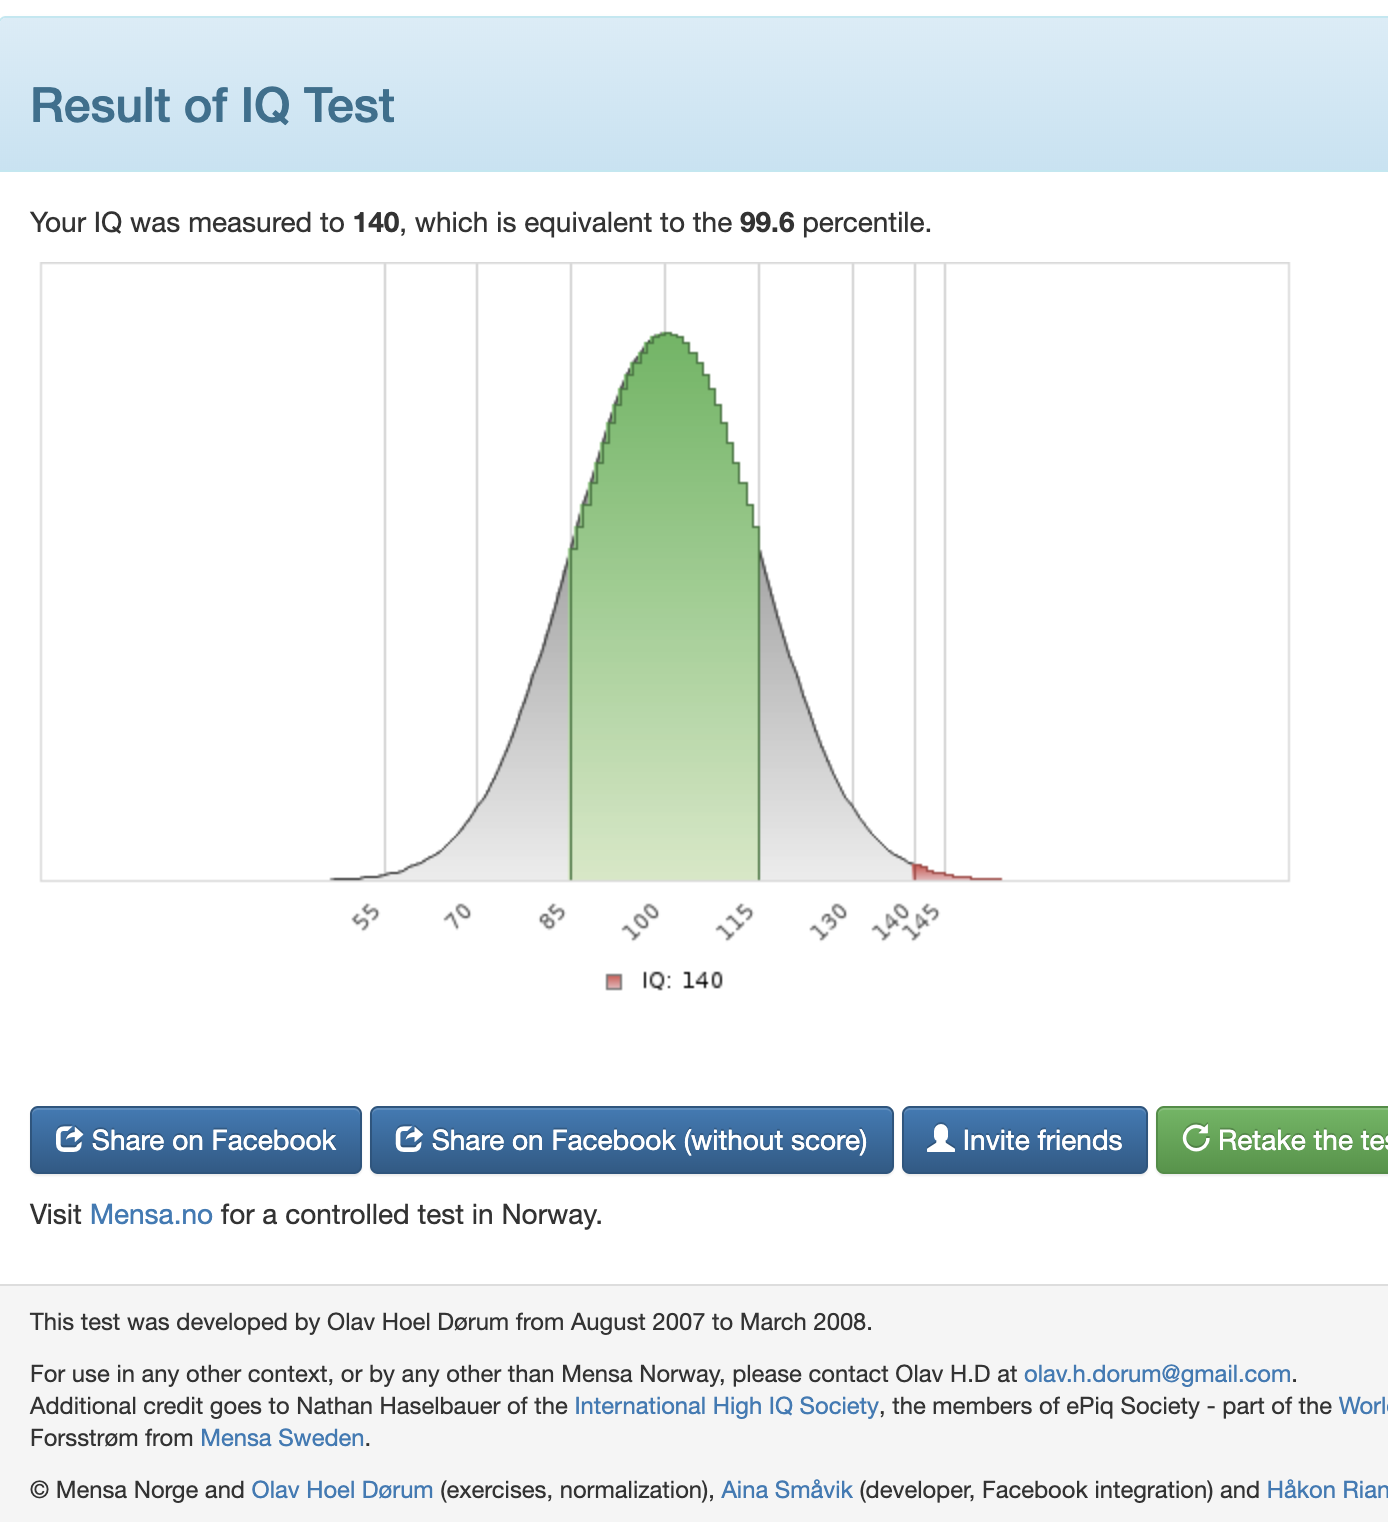 Result of IQ Test
Your IQ was measured to 140, which is equivalent to the 99.6 percentile.
55 70 85 100 115 130 140 145
IQ: 140
Share on Facebook Share on Facebook (without score) Invite friends Retake the
Visit Mensa.no for a controlled test in Norway.
This test was developed by Olav Hoel Dørum from August 2007 to March 2008.
For use in any other context, or by any other than Mensa Norway, please contact Olav H.D at olav.h.dorum@gmail.com.
Additional credit goes to Nathan Haselbauer of the International High IQ Society, the members of ePiq Society - part of the
Forsstrøm from Mensa Sweden.
© Mensa Norge and Olav Hoel Dørum (exercises, normalization), Aina Småvik (developer, Facebook integration) and Håkon